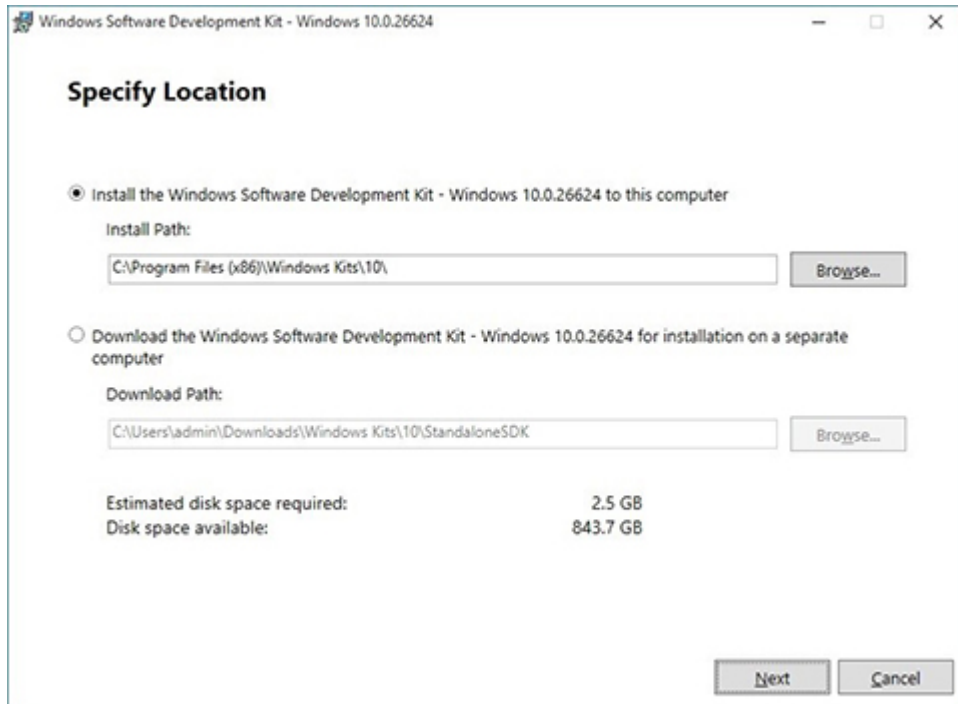 Windows Software Development Kit - Windows 10.0.26624
Specify Location
Install the Windows Software Development Kit - Windows 10.0.26624 to this computer
Install Path:
C:\Program Files (x86)\Windows Kits\10\
Browse...
Download the Windows Software Development Kit - Windows 10.0.26624 for installation on a separate
computer
Download Path:
C:\Users\admin\Downloads\Windows Kits\10\StandaloneSDK
Browse...
Estimated disk space required: 2.5 GB
Disk space available: 843.7 GB
Next Cancel